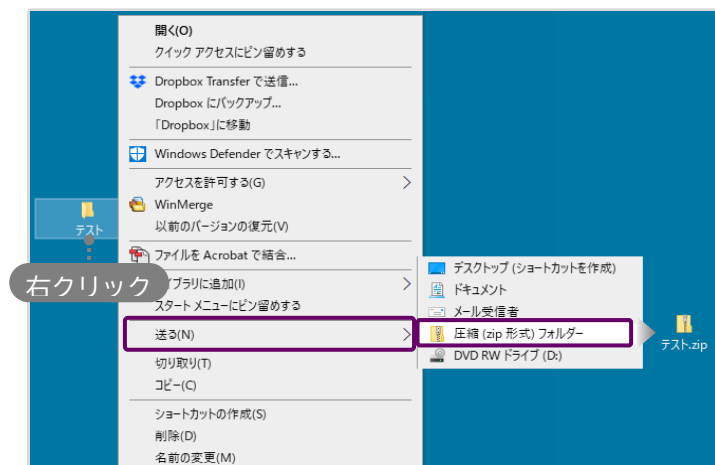 開く(O)
クイック アクセスにピン留めする
Dropbox Transfer で送信...
Dropbox にバックアップ...
「Dropbox」に移動
Windows Defender でスキャンする...
アクセスを許可する(G)
WinMerge
以前のバージョンの復元(V)
テスト
ファイルを Acrobat で結合...
右クリック
イブラリに追加(I)
スタート メニューにピン留めする
送る(N)
切り取り(T)
コピー(C)
ショートカットの作成(S)
削除(D)
名前の変更(M)
デスクトップ (ショートカットを作成)
ドキュメント
メール受信者
圧縮 (zip 形式) フォルダー
DVD RW ドライブ (D:)
テスト.zip